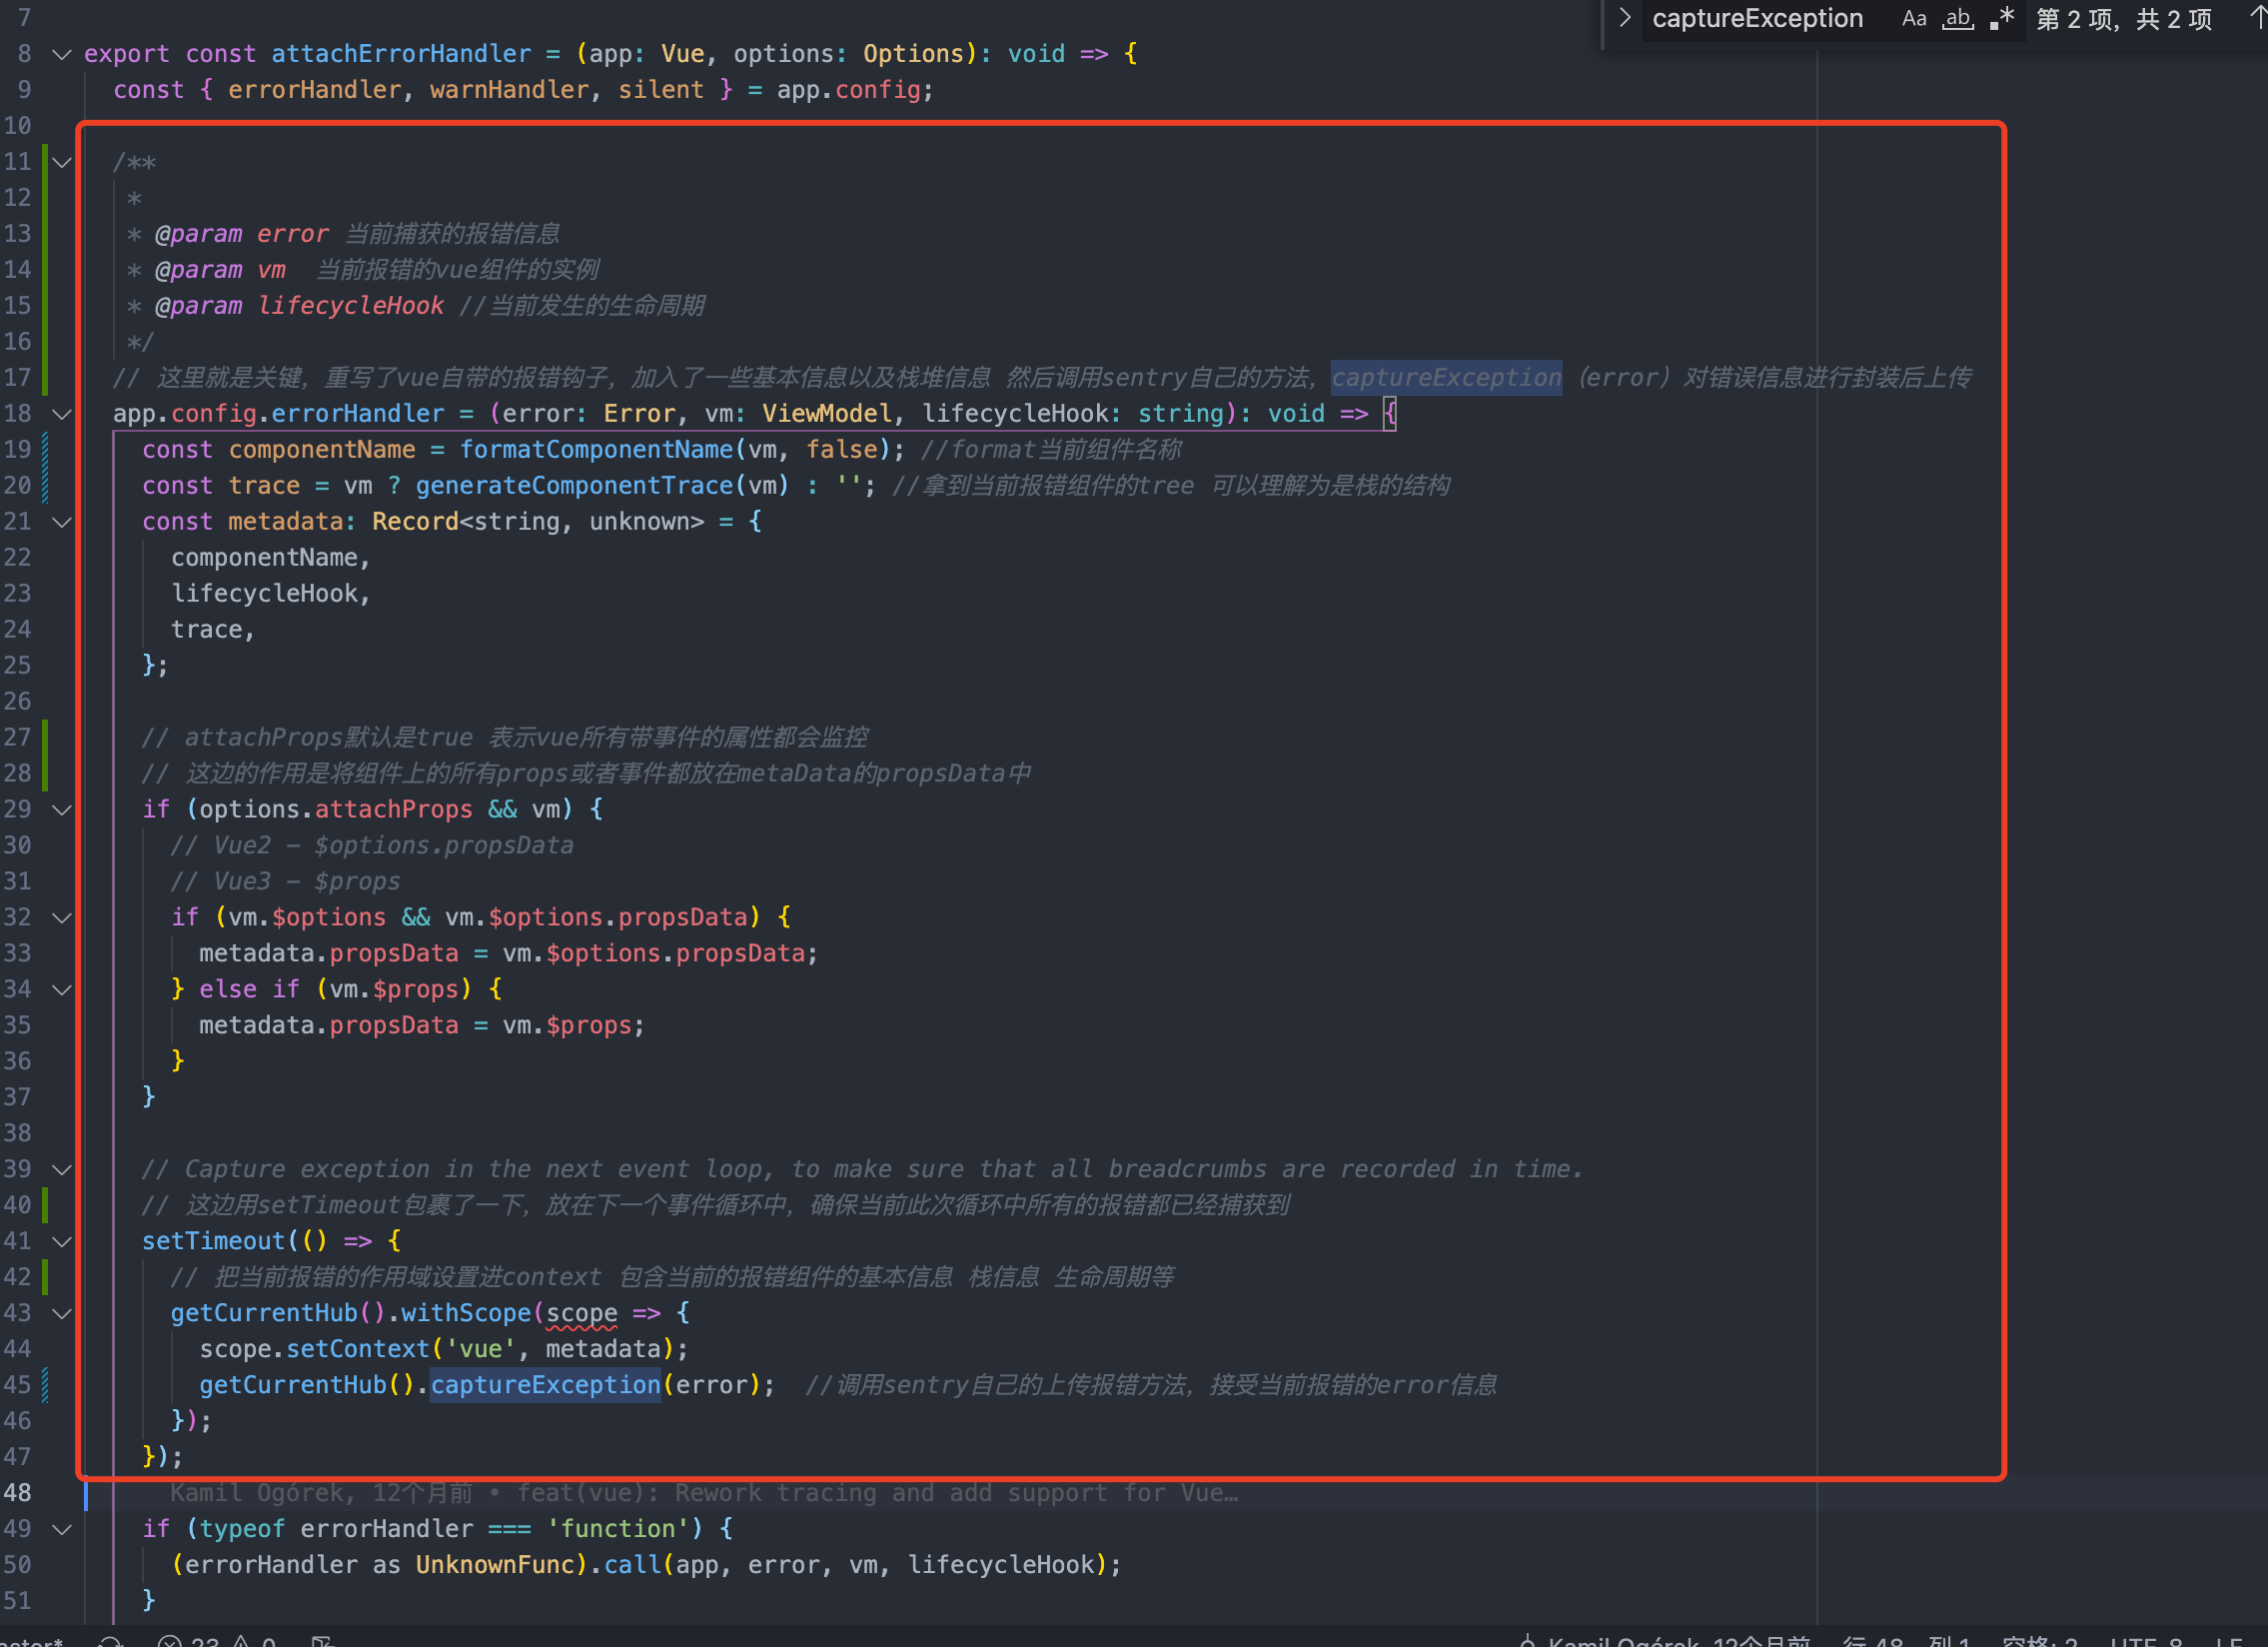 captureException Aa ab .* 第 2 项，共 2 项
7
8 export const attachErrorHandler = (app: Vue, options: Options): void => {
9 const { errorHandler, warnHandler, silent } = app.config;
10
11 /**
12 *
13 * @param error 当前捕获的报错信息
14 * @param vm 当前报错的vue组件的实例
15 * @param lifecycleHook //当前发生的生命周期
16 */
17 // 这里就是关键，重写了vue自带的报错钩子，加入了一些基本信息以及栈堆信息 然后调用sentry自己的方法，captureException（error）对错误信息进行封装后上传
18 app.config.errorHandler = (error: Error, vm: ViewModel, lifecycleHook: string): void => {
19 const componentName = formatComponentName(vm, false); //format当前组件名称
20 const trace = vm ? generateComponentTrace(vm) : ''; //拿到当前报错组件的tree 可以理解为是栈的结构
21 const metadata: Record<string, unknown> = {
22 componentName,
23 lifecycleHook,
24 trace,
25 };
26
27 // attachProps默认是true 表示vue所有带事件的属性都会监控
28 // 这边的作用是将组件上的所有props或者事件都放在metaData的propsData中
29 if (options.attachProps && vm) {
30 // Vue2 - $options.propsData
31 // Vue3 - $props
32 if (vm.$options && vm.$options.propsData) {
33 metadata.propsData = vm.$options.propsData;
34 } else if (vm.$props) {
35 metadata.propsData = vm.$props;
36 }
37 }
38
39 // Capture exception in the next event loop, to make sure that all breadcrumbs are recorded in time.
40 // 这边用setTimeout包裹了一下，放在下一个事件循环中，确保当前此次循环中所有的报错都已经捕获到
41 setTimeout(() => {
42 // 把当前报错的作用域设置进context 包含当前的报错组件的基本信息 栈信息 生命周期等
43 getCurrentHub().withScope(scope => {
44 scope.setContext('vue', metadata);
45 getCurrentHub().captureException(error); //调用sentry自己的上传报错方法，接受当前报错的error信息
46 });
47 });
48 Kamil Ogórek, 12个月前 • feat(vue): Rework tracing and add support for Vue…
49 if (typeof errorHandler === 'function') {
50 (errorHandler as UnknownFunc).call(app, error, vm, lifecycleHook);
51 }
23 0 Kamil Ogórek, 12个月前 行 48，列 1 空格: 2 UTF-8 LF